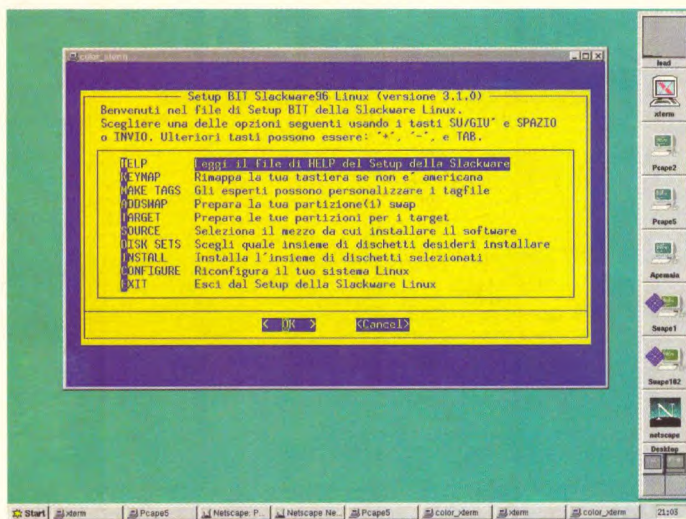 color_xterm
Setup BIT Slackware96 Linux (versione 3.1.0)
Benvenuti nel file di Setup BIT della Slackware Linux.
Scegliere una delle opzioni seguenti usando i tasti SU/GIU' e SPAZIO
o INVIO. Ulteriori tasti possono essere: '+', '-', e TAB.
HELP Leggi il File di HELP del Setup della Slackware
KEYMAP Rimappa la tua tastiera se non e' americana
MAKE TAGS Gli esperti possono personalizzare i tagfile
ADDSWAP Prepara la tua partizione(i) swap
TARGET Prepara le tue partizioni per i target
SOURCE Seleziona il mezzo da cui installare il software
DISK SETS Scegli quale insieme di dischetti desideri installare
INSTALL Installa l'insieme di dischetti selezionati
CONFIGURE Riconfigura il tuo sistema Linux
EXIT Esci dal Setup della Slackware Linux
< OK > <Cancel>
load
xterm
Pcape2
Pcape5
Apcmain
Snape1
Snape182
netscape
Desktop
Start xterm Pcape5 Netscape: P... Netscape Ne... Pcape5 color_xterm xterm color_xterm 21:03